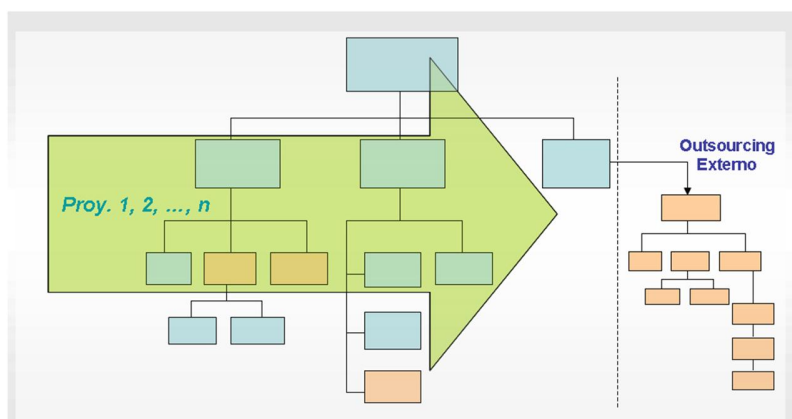 Outsourcing
Externo
Proy. 1, 2, ..., n